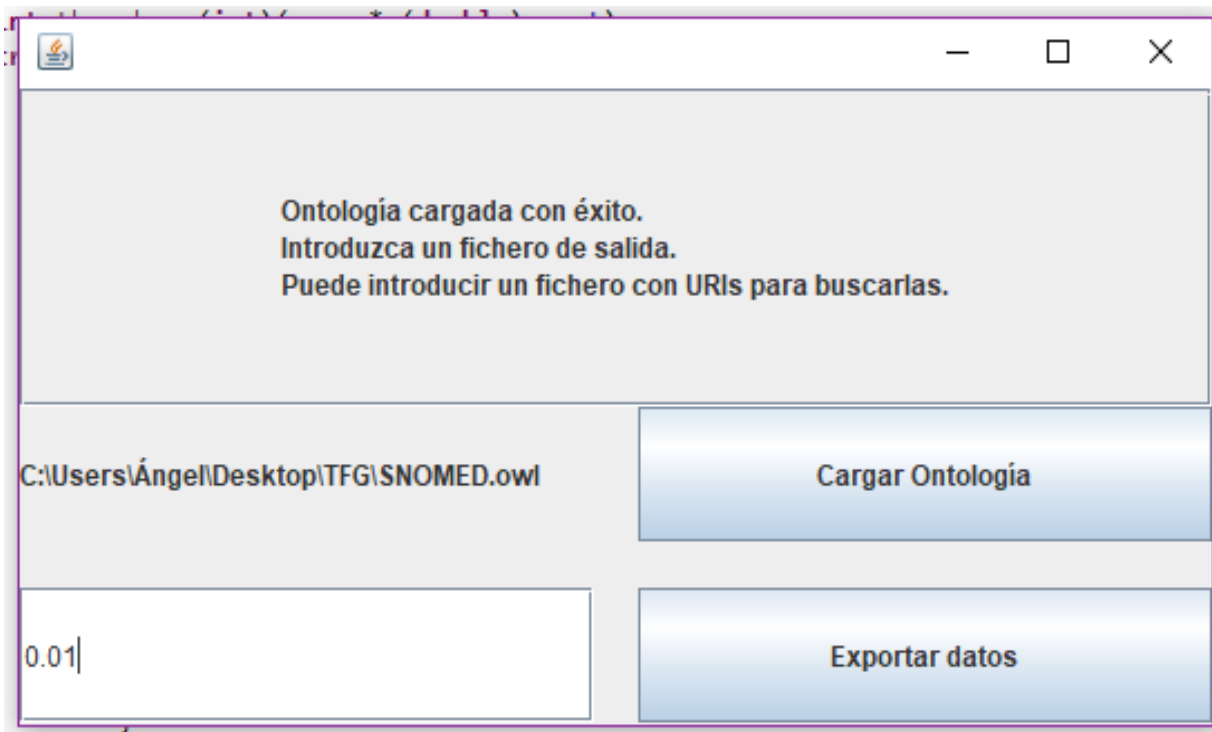 Ontología cargada con éxito.
Introduzca un fichero de salida.
Puede introducir un fichero con URIs para buscarlas.
C:\Users\Ángel\Desktop\TFG\SNOMED.owl
Cargar Ontología
0.01
Exportar datos